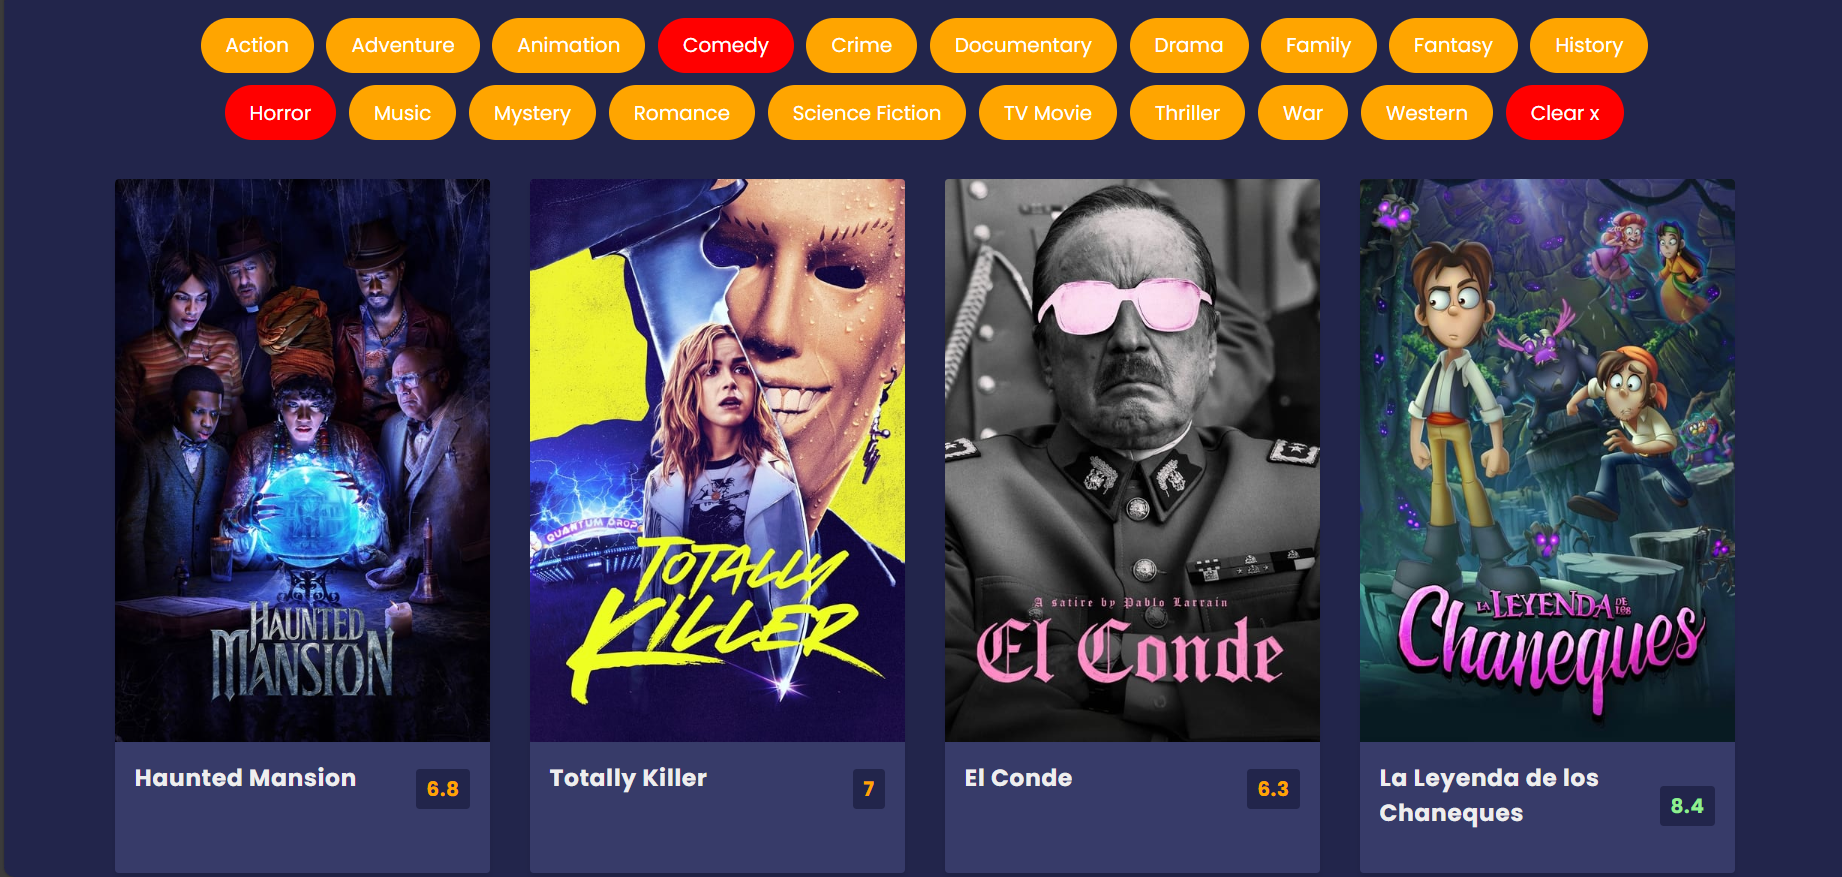 Action Adventure Animation Comedy Crime Documentary Drama Family Fantasy History
Horror Music Mystery Romance Science Fiction TV Movie Thriller War Western Clear x
HAUNTED
MANSION
QUANTUM DROP
TOTALLY
KILLER
A satire by Pablo Larrain
El Conde
LA LEYENDA DE LOS
Chaneques
Haunted Mansion
6.8
Totally Killer
7
El Conde
6.3
La Leyenda de los
Chaneques
8.4